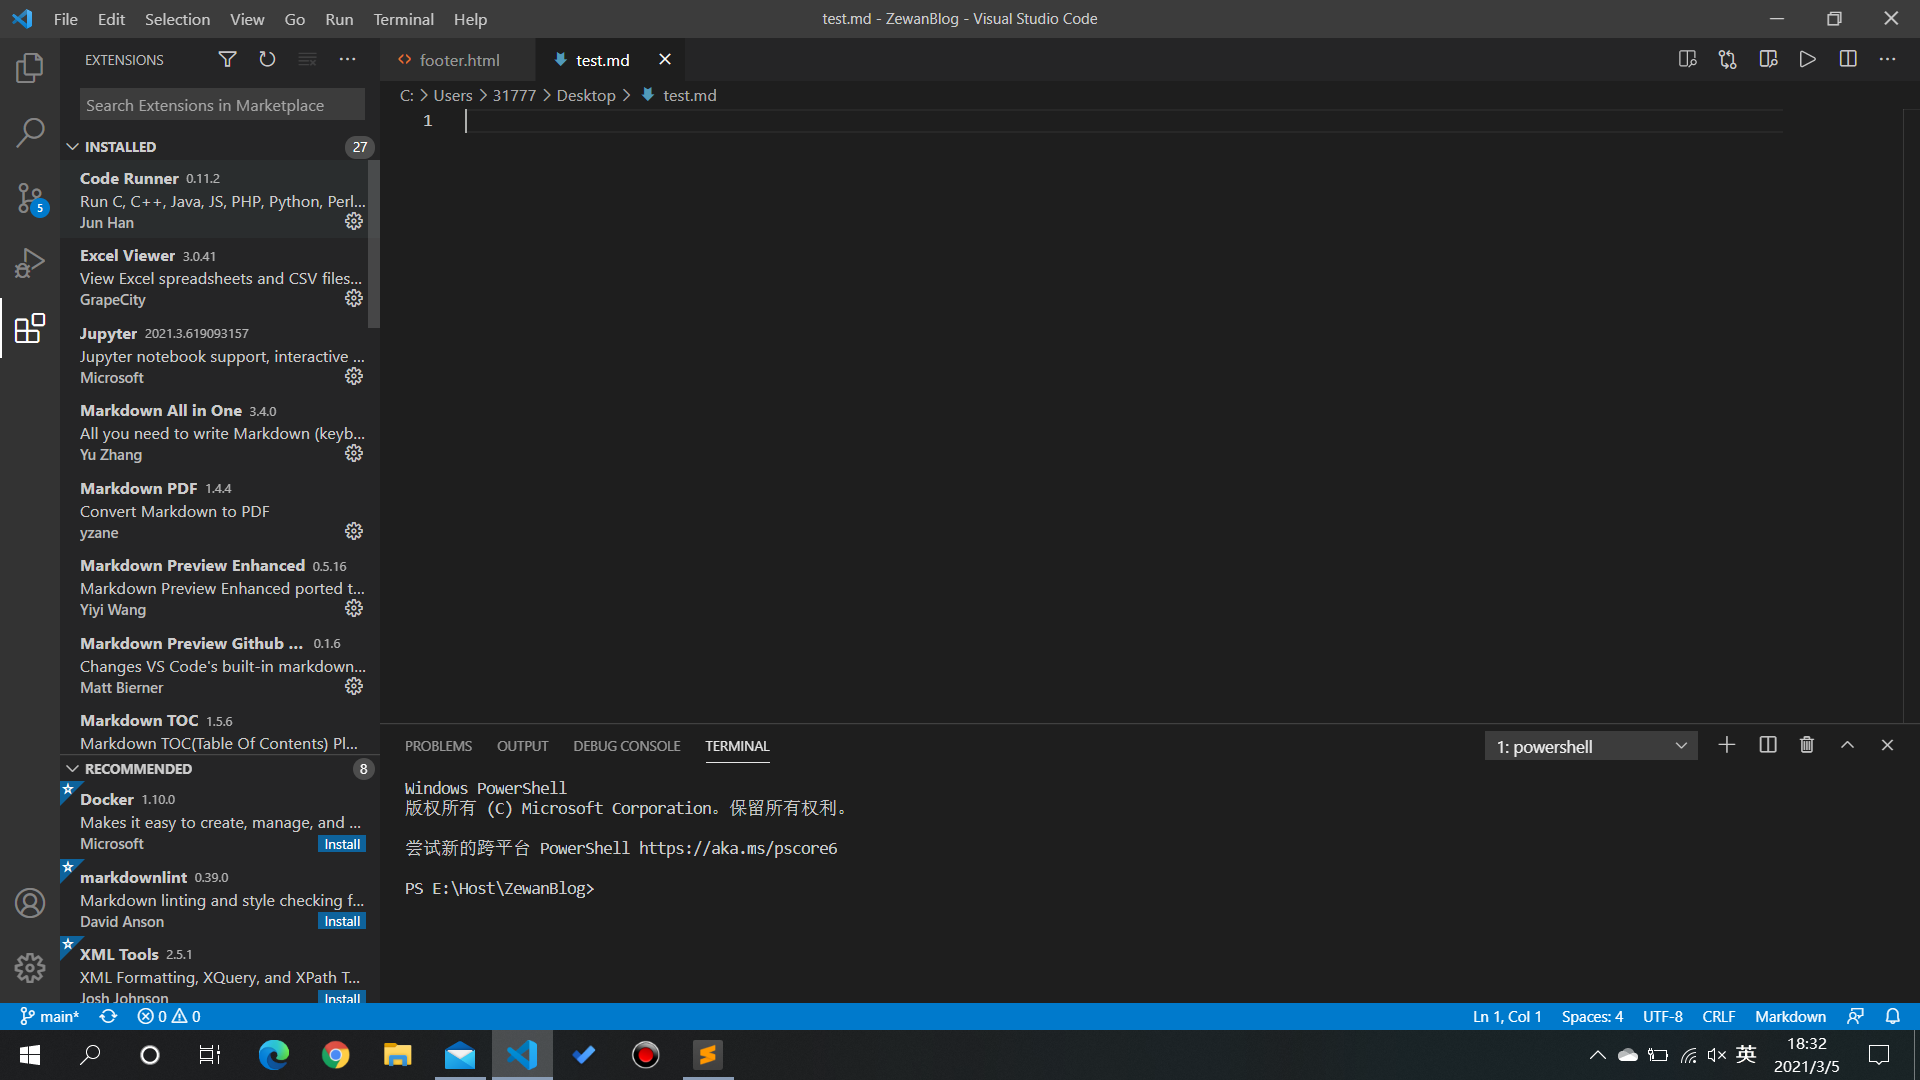 File Edit Selection View Go Run Terminal Help
test.md - ZewanBlog - Visual Studio Code
EXTENSIONS
Search Extensions in Marketplace
INSTALLED 27
Code Runner 0.11.2
Run C, C++, Java, JS, PHP, Python, Perl...
Jun Han
Excel Viewer 3.0.41
View Excel spreadsheets and CSV files...
GrapeCity
Jupyter 2021.3.619093157
Jupyter notebook support, interactive ...
Microsoft
Markdown All in One 3.4.0
All you need to write Markdown (keyb...
Yu Zhang
Markdown PDF 1.4.4
Convert Markdown to PDF
yzane
Markdown Preview Enhanced 0.5.16
Markdown Preview Enhanced ported t...
Yiyi Wang
Markdown Preview Github ... 0.1.6
Changes VS Code's built-in markdown...
Matt Bierner
Markdown TOC 1.5.6
Markdown TOC(Table Of Contents) Pl...
RECOMMENDED 8
Docker 1.10.0
Makes it easy to create, manage, and ...
Microsoft Install
markdownlint 0.39.0
Markdown linting and style checking f...
David Anson Install
XML Tools 2.5.1
XML Formatting, XQuery, and XPath T...
Josh Johnson Install
5
footer.html test.md
C: > Users > 31777 > Desktop > test.md
1
PROBLEMS OUTPUT DEBUG CONSOLE TERMINAL
1: powershell
Windows PowerShell
版权所有 (C) Microsoft Corporation。保留所有权利。
尝试新的跨平台 PowerShell https://aka.ms/pscore6
PS E:\Host\ZewanBlog>
main* 0 0
Ln 1, Col 1 Spaces: 4 UTF-8 CRLF Markdown
英
18:32
2021/3/5